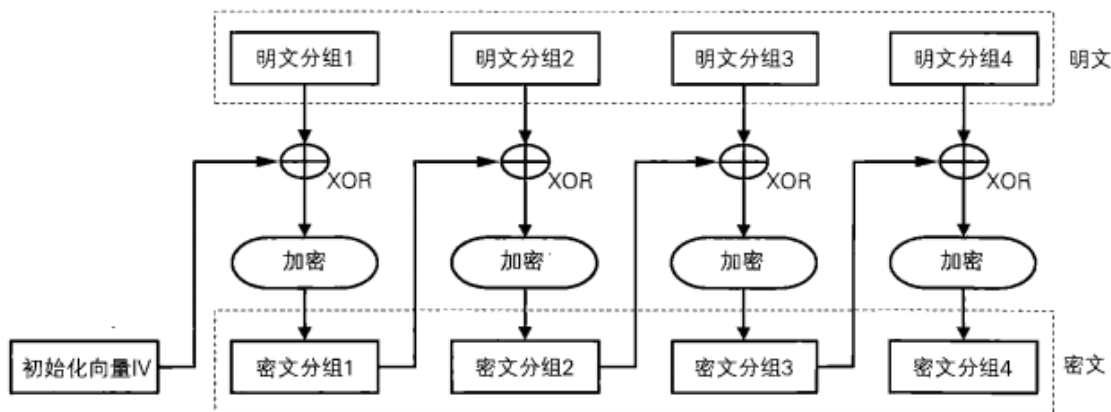 明文分组1
明文分组2
明文分组3
明文分组4
明文
XOR
XOR
XOR
XOR
加密
加密
加密
加密
初始化向量IV
密文分组1
密文分组2
密文分组3
密文分组4
密文